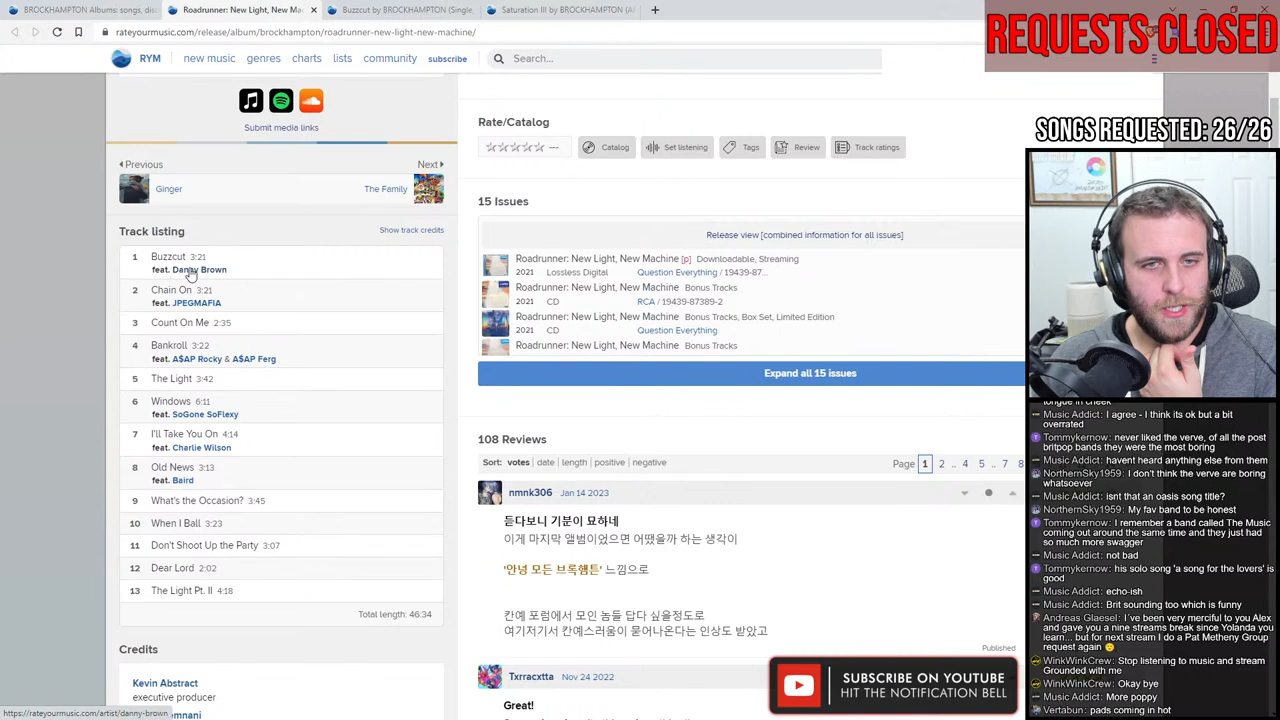 BROCKHAMPTON Albums: songs, disc
Roadrunner: New Light, New Ma
Buzzcut by BROCKHAMPTON (Single,
Saturation III by BROCKHAMPTON (Al
rateyourmusic.com/release/album/brockhampton/roadrunner-new-light-new-machine/
REQUESTS CLOSED
RYM
new music
genres
charts
lists
community
subscribe
Search...
Submit media links
Previous
Next
Ginger
The Family
Track listing
Show track credits
1 Buzzcut 3:21
feat. Danny Brown
2 Chain On 3:21
feat. JPEGMAFIA
3 Count On Me 2:35
4 Bankroll 3:22
feat. A$AP Rocky & A$AP Ferg
5 The Light 3:42
6 Windows 6:11
feat. SoGone SoFlexy
7 I'll Take You On 4:14
feat. Charlie Wilson
8 Old News 3:13
feat. Baird
9 What's the Occasion? 3:45
10 When I Ball 3:23
11 Don't Shoot Up the Party 3:07
12 Dear Lord 2:02
13 The Light Pt. II 4:18
Total length: 46:34
Credits
Kevin Abstract
executive producer
https://rateyourmusic.com/artist/danny-brown
Rate/Catalog
---
Catalog
Set listening
Tags
Review
Track ratings
15 Issues
Release view [combined information for all issues]
Roadrunner: New Light, New Machine [p] Downloadable, Streaming
2021 Lossless Digital Question Everything / 19439-87...
Roadrunner: New Light, New Machine Bonus Tracks
2021 CD RCA / 19439-87389-2
Roadrunner: New Light, New Machine Bonus Tracks, Box Set, Limited Edition
2021 CD Question Everything
Roadrunner: New Light, New Machine Bonus Tracks
Expand all 15 issues
108 Reviews
Sort: votes | date | length | positive | negative
Page 1 2 .. 4 5 .. 7 8
nmnk306 Jan 14 2023
듣다보니 기분이 묘하네
이게 마지막 앨범이었으면 어땠을까 하는 생각이
'안녕 모든 브록햄튼' 느낌으로
칸예 포럼에서 모인 놈들 답다 싶을정도로
여기저기서 칸예스러움이 묻어나온다는 인상도 받았고
Published
Txrracxtta Nov 24 2022
Great!
SUBSCRIBE ON YOUTUBE
HIT THE NOTIFICATION BELL
SONGS REQUESTED: 26/26
tongue in cheek
Music Addict: I agree - I think its ok but a bit
overrated
Tommykernow: never liked the verve, of all the post
britpop bands they were the most boring
Music Addict: havent heard anything else from them
NorthernSky1959: I don't think the verve are boring
whatsoever
Music Addict: isnt that an oasis song title?
NorthernSky1959: My fav band to be honest
Tommykernow: I remember a band called The Music
coming out around the same time and they just had
so much more swagger
Music Addict: not bad
Tommykernow: his solo song 'a song for the lovers' is
good
Music Addict: echo-ish
Music Addict: Brit sounding too which is funny
Andreas Glaesel: I´ve been very merciful to you Alex
and gave you a nine streams break since Yolanda you
learn... but for next stream I do a Pat Metheny Group
request again
WinkWinkCrew: Stop listening to music and stream
Grounded with me
WinkWinkCrew: Okay bye
Music Addict: More poppy
Vertabun: pads coming in hot